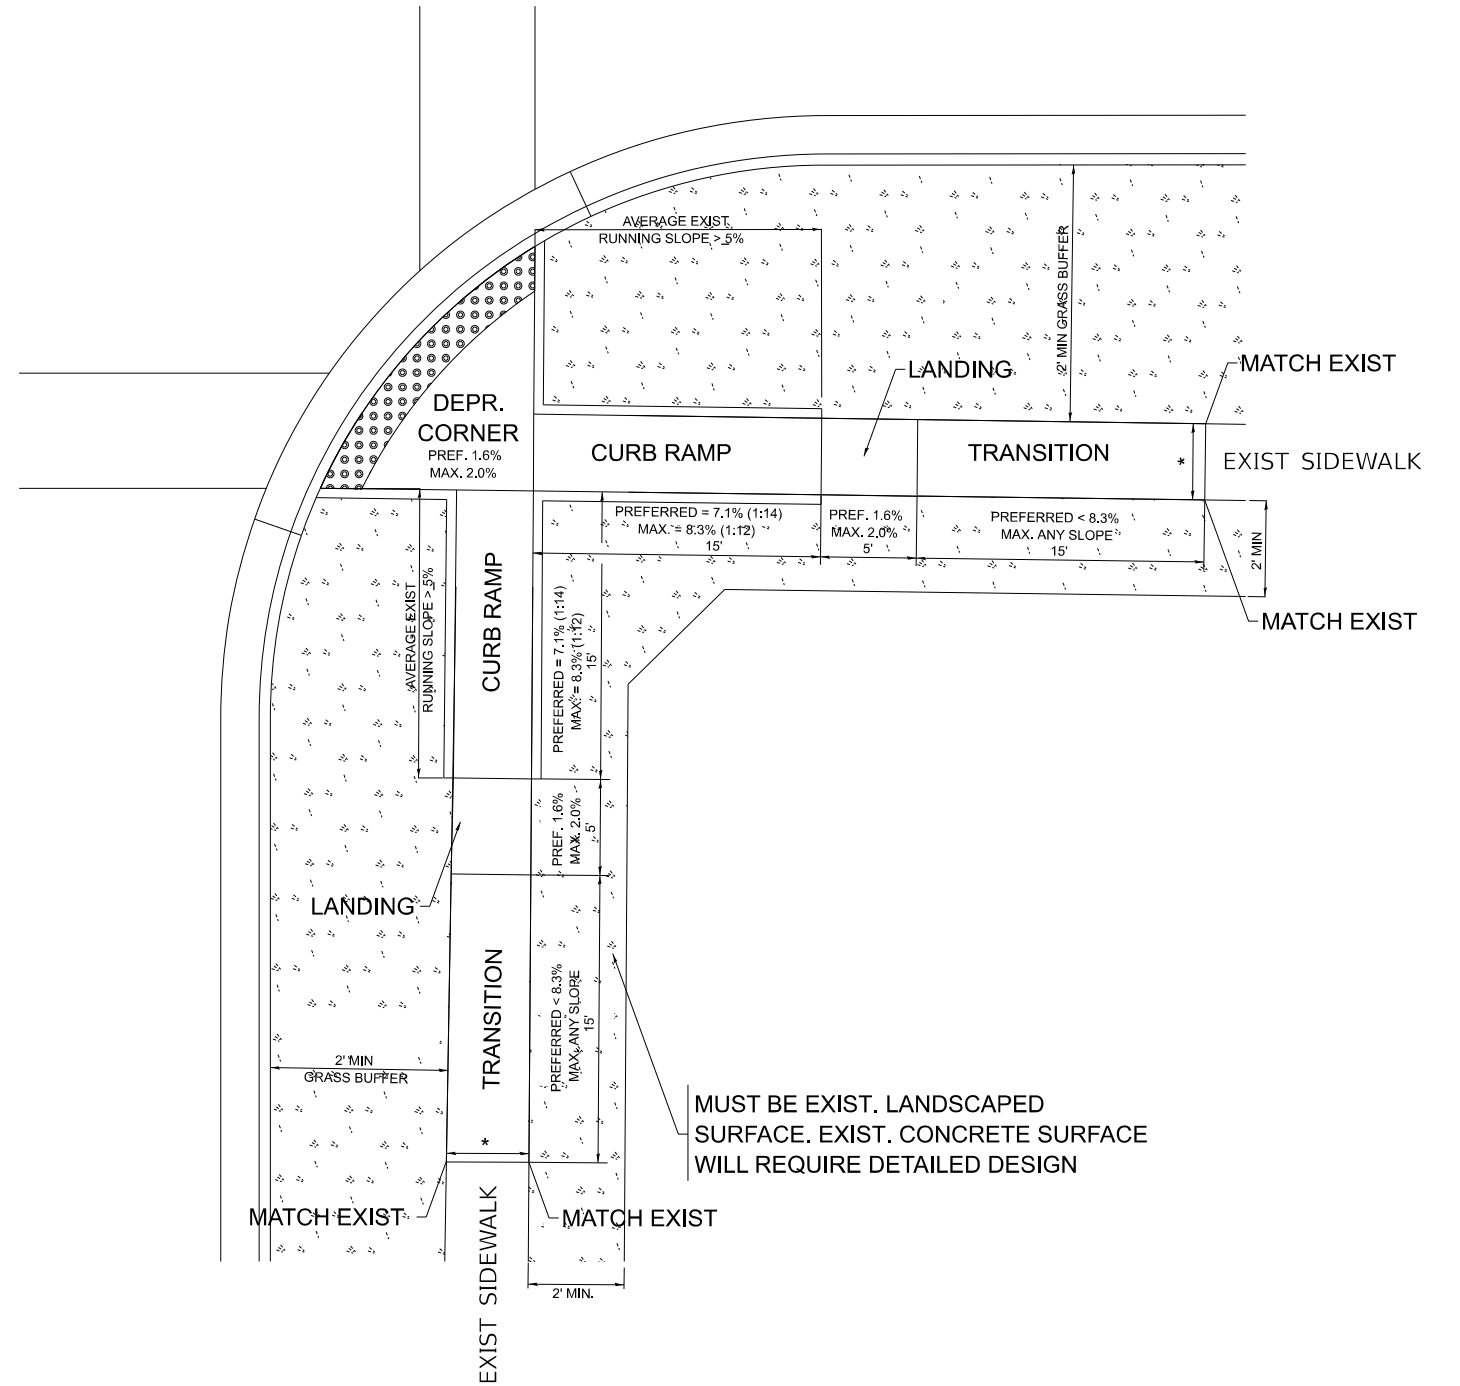 AVERAGE EXIST
RUNNING SLOPE > 5%
2' MIN GRASS BUFFER
LANDING
MATCH EXIST
DEPR.
CORNER
PREF. 1.6%
MAX. 2.0%
CURB RAMP
TRANSITION
*
EXIST SIDEWALK
PREFERRED = 7.1% (1:14)
MAX. = 8.3% (1:12)
15'
PREF. 1.6%
MAX. 2.0%
5'
PREFERRED < 8.3%
MAX. ANY SLOPE
15'
2' MIN
MATCH EXIST
AVERAGE EXIST
RUNNING SLOPE > 5%
CURB RAMP
PREFERRED = 7.1% (1:14)
MAX. = 8.3% (1:12)
15'
PREF. 1.6%
MAX. 2.0%
5'
LANDING
TRANSITION
PREFERRED < 8.3%
MAX. ANY SLOPE
15'
2' MIN
GRASS BUFFER
*
MUST BE EXIST. LANDSCAPED
SURFACE. EXIST. CONCRETE SURFACE
WILL REQUIRE DETAILED DESIGN
MATCH EXIST
MATCH EXIST
EXIST SIDEWALK
2' MIN.